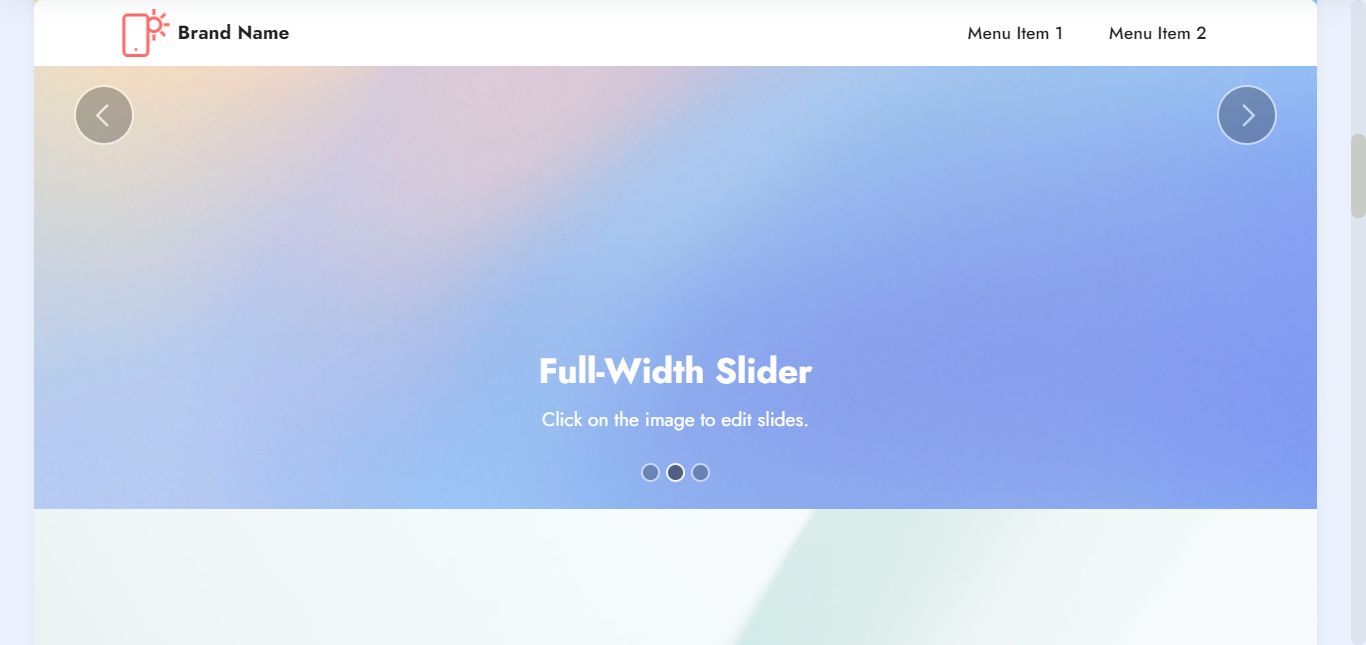 Brand Name
Menu Item 1
Menu Item 2
Full-Width Slider
Click on the image to edit slides.